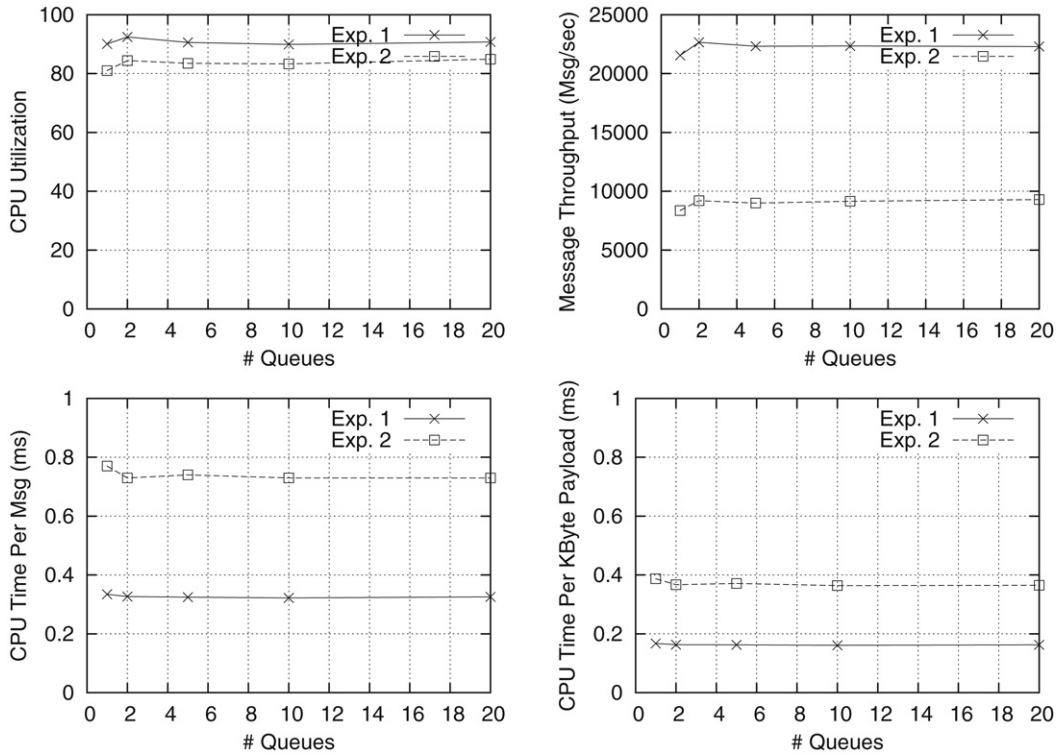 CPU Utilization
100
80
60
40
20
0
Exp. 1
Exp. 2
0 2 4 6 8 10 12 14 16 18 20
# Queues
Message Throughput (Msg/sec)
25000
20000
15000
10000
5000
0
Exp. 1
Exp. 2
0 2 4 6 8 10 12 14 16 18 20
# Queues
CPU Time Per Msg (ms)
1
0.8
0.6
0.4
0.2
0
Exp. 1
Exp. 2
0 2 4 6 8 10 12 14 16 18 20
# Queues
CPU Time Per KByte Payload (ms)
1
0.8
0.6
0.4
0.2
0
Exp. 1
Exp. 2
0 2 4 6 8 10 12 14 16 18 20
# Queues